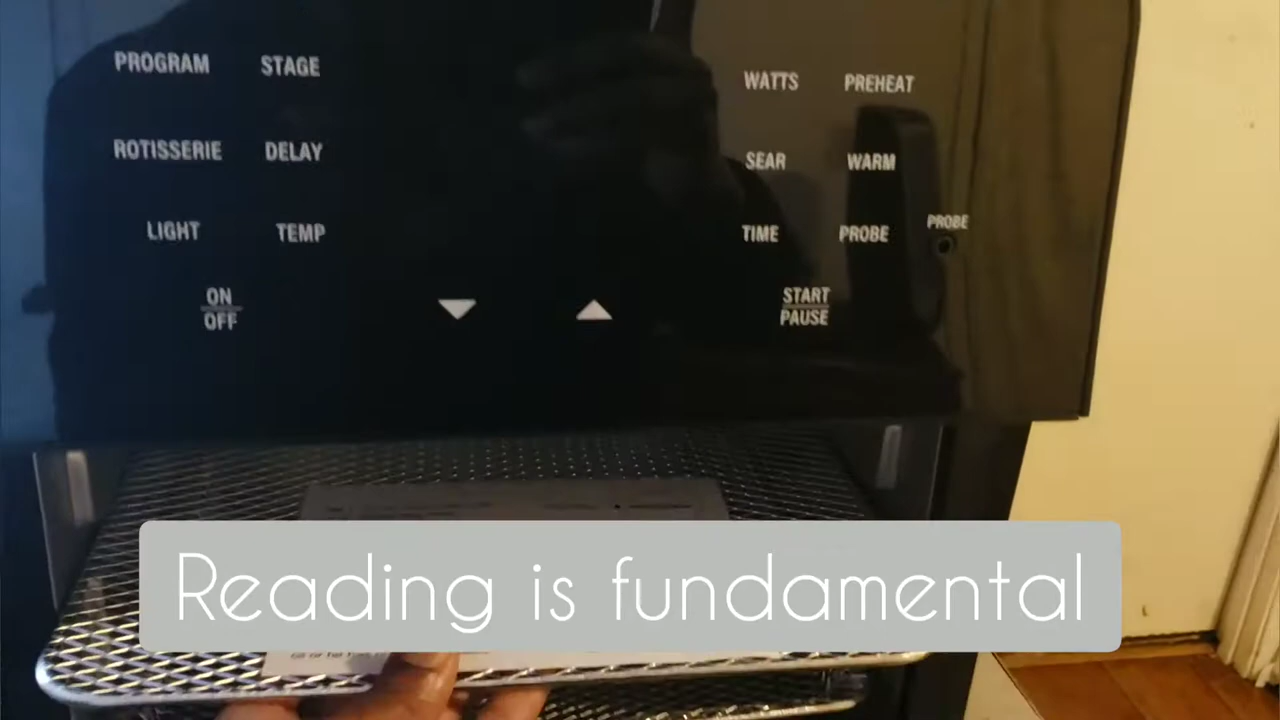 PROGRAM STAGE
WATTS PREHEAT
ROTISSERIE DELAY
SEAR WARM
LIGHT TEMP
TIME PROBE
PROBE
ON
OFF
START
PAUSE
Reading is fundamental